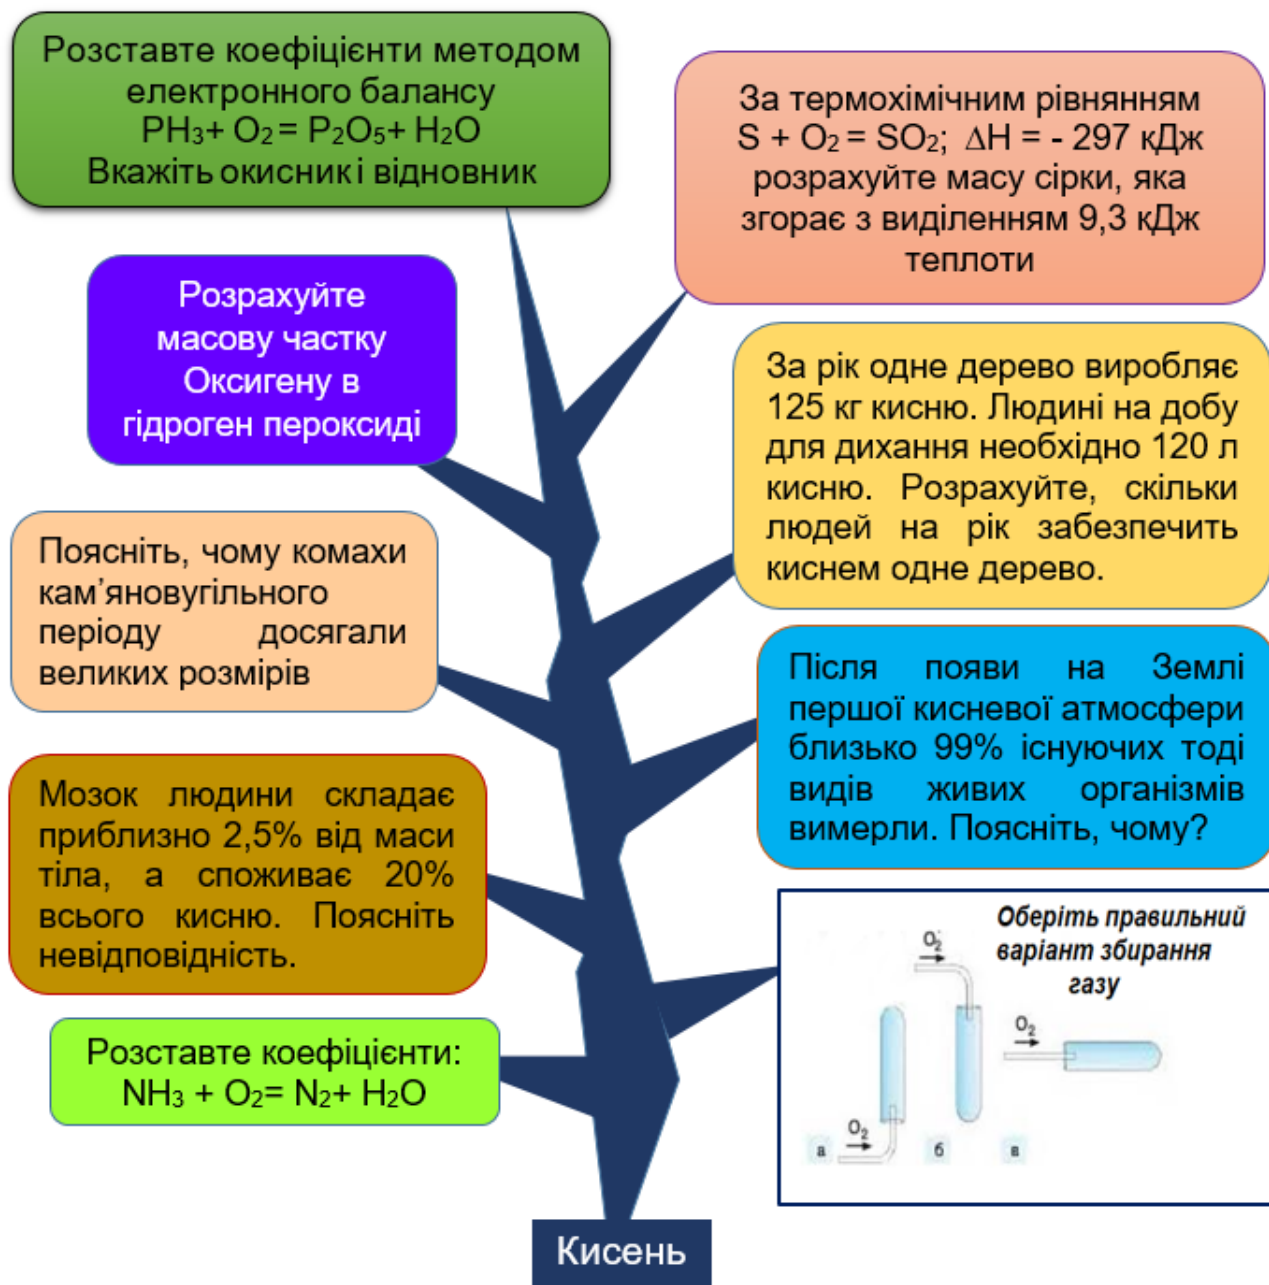 Розставте коефіцієнти методом
електронного балансу
PH₃+ O₂ = P₂O₅+ H₂O
Вкажіть окисник і відновник
За термохімічним рівнянням
S + O₂ = SO₂; ΔH = - 297 кДж
розрахуйте масу сірки, яка
згорає з виділенням 9,3 кДж
теплоти
Розрахуйте
масову частку
Оксигену в
гідроген пероксиді
За рік одне дерево виробляє
125 кг кисню. Людині на добу
для дихання необхідно 120 л
кисню. Розрахуйте, скільки
людей на рік забезпечить
киснем одне дерево.
Поясніть, чому комахи
кам’яновугільного
періоду досягали
великих розмірів
Після появи на Землі
першої кисневої атмосфери
близько 99% існуючих тоді
видів живих організмів
вимерли. Поясніть, чому?
Мозок людини складає
приблизно 2,5% від маси
тіла, а споживає 20%
всього кисню. Поясніть
невідповідність.
Оберіть правильний
варіант збирання
газу
O₂
O₂
O₂
а
б
в
Розставте коефіцієнти:
NH₃ + O₂= N₂+ H₂O
Кисень